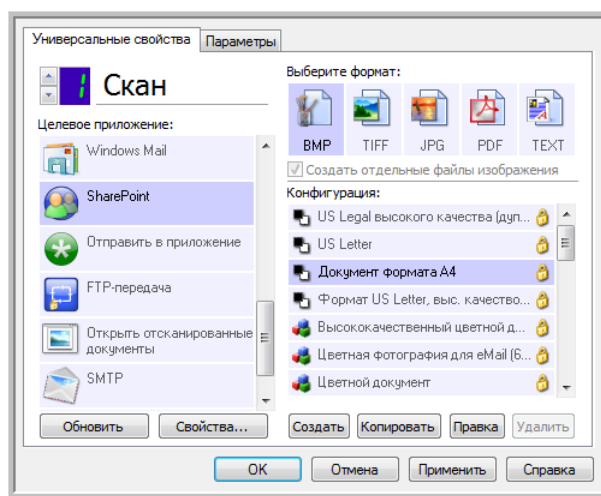 Универсальные свойства
Параметры
1 Скан
Целевое приложение:
Windows Mail
SharePoint
Отправить в приложение
FTP-передача
Открыть отсканированные
документы
SMTP
Обновить
Свойства...
Выберите формат:
BMP
TIFF
JPG
PDF
TEXT
Создать отдельные файлы изображения
Конфигурация:
US Legal высокого качества (дуп...
US Letter
Документ формата A4
Формат US Letter, выс. качество...
Высококачественный цветной д...
Цветная фотография для eMail (6...
Цветной документ
Создать
Копировать
Правка
Удалить
OK
Отмена
Применить
Справка